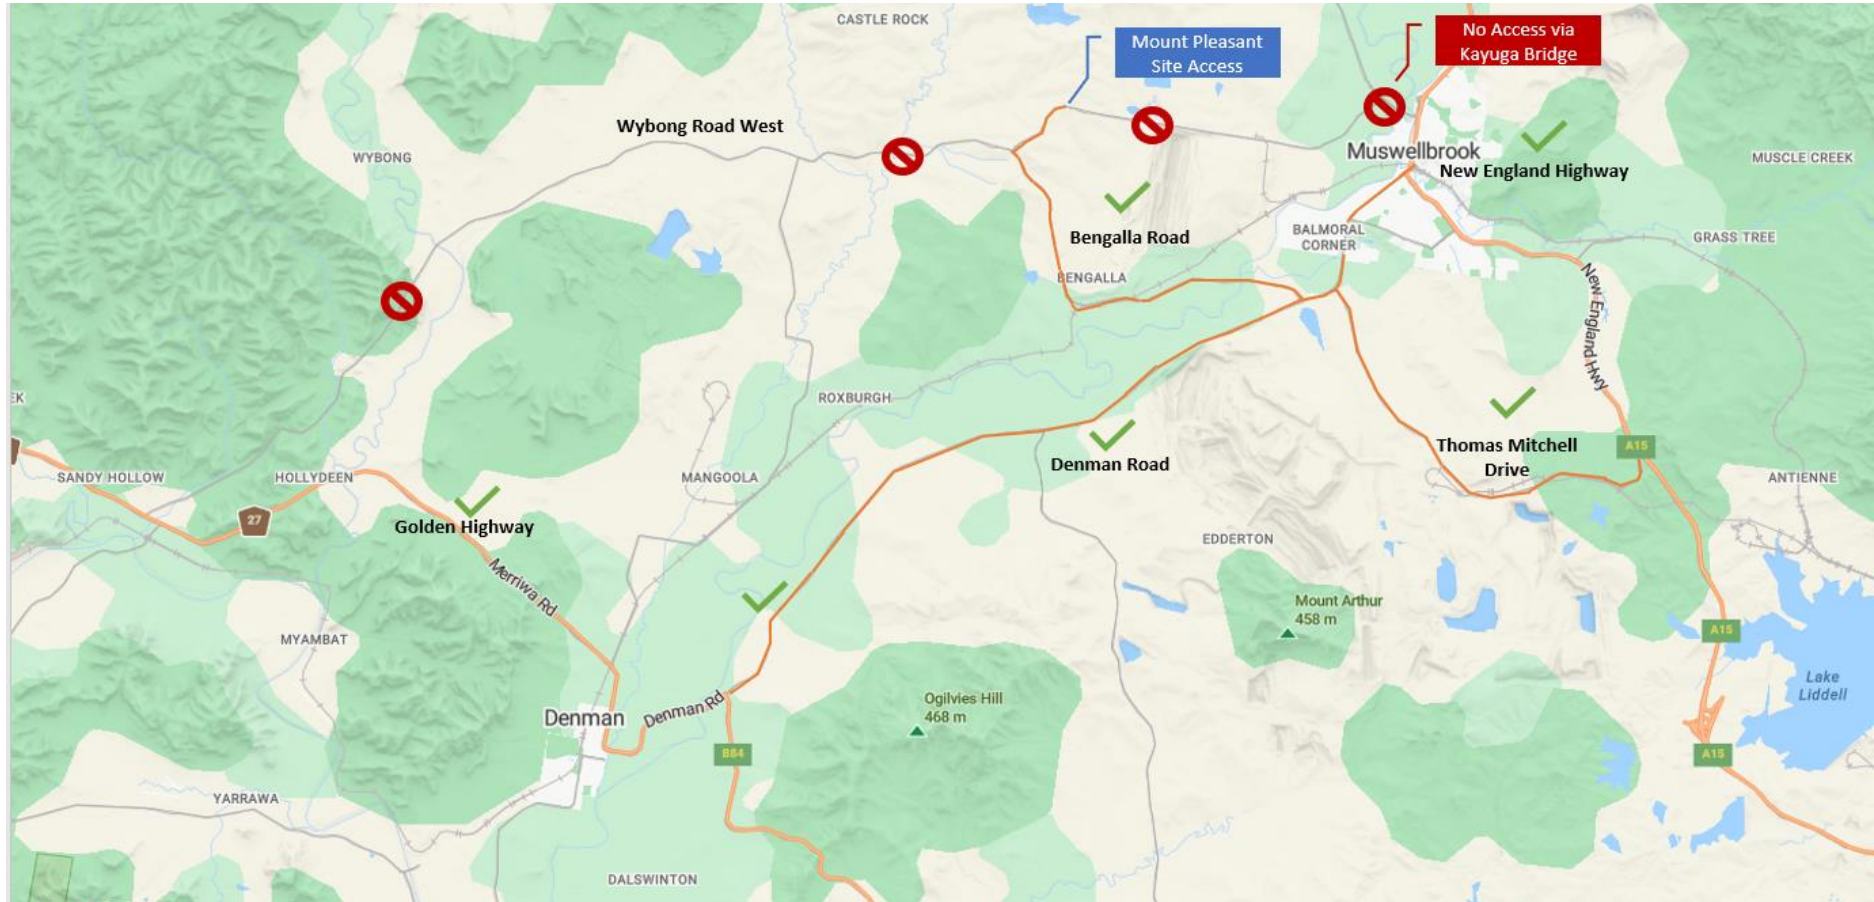 CASTLE ROCK
Mount Pleasant
Site Access
No Access via
Kayuga Bridge
Wybong Road West
WYBONG
Muswellbrook
New England Highway
MUSCLE CREEK
Bengalla Road
BALMORAL
CORNER
GRASS TREE
BENGALLA
New England Hwy
EK
ROXBURGH
Denman Road
Thomas Mitchell
Drive
A15
SANDY HOLLOW
HOLLYDEEN
MANGOOLA
ANTIENNE
27
Golden Highway
EDDERTON
Merriwa Rd
Mount Arthur
458 m
A15
MYAMBAT
Lake
Liddell
Ogilvies Hill
468 m
Denman
Denman Rd
B84
A15
YARRAWA
DALSWINTON